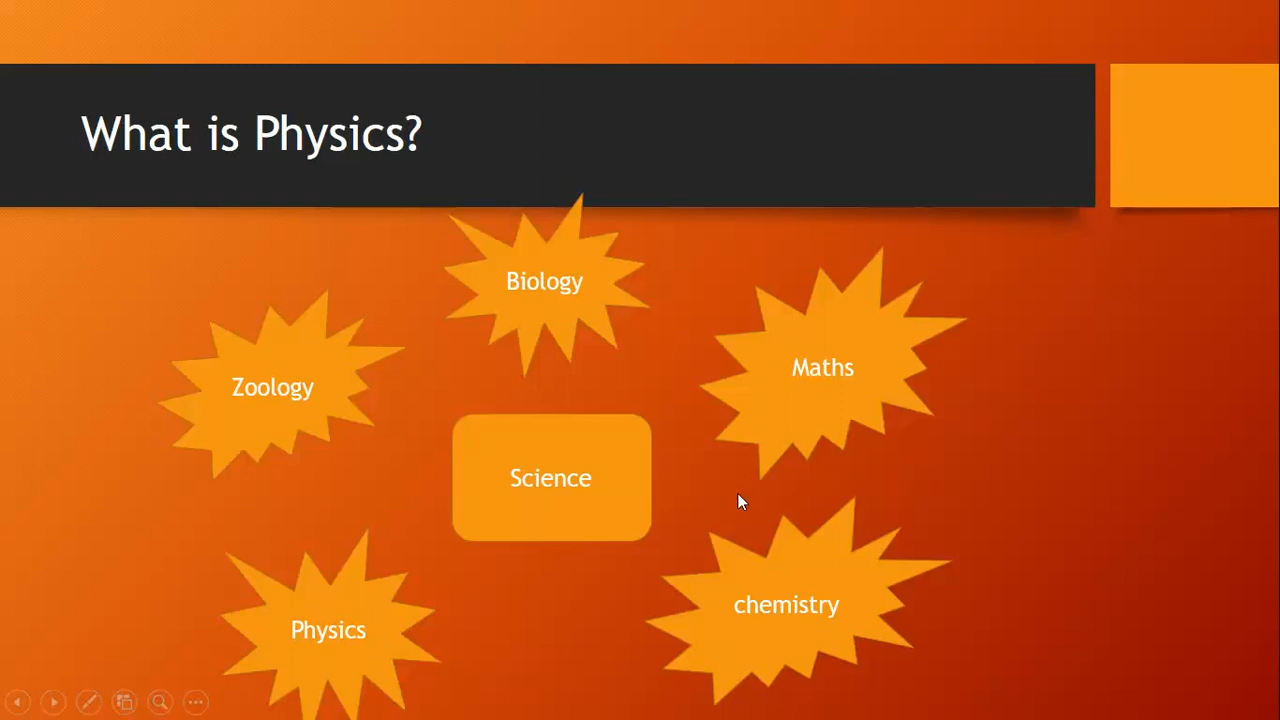 What is Physics?
Biology
Maths
Zoology
Science
chemistry
Physics